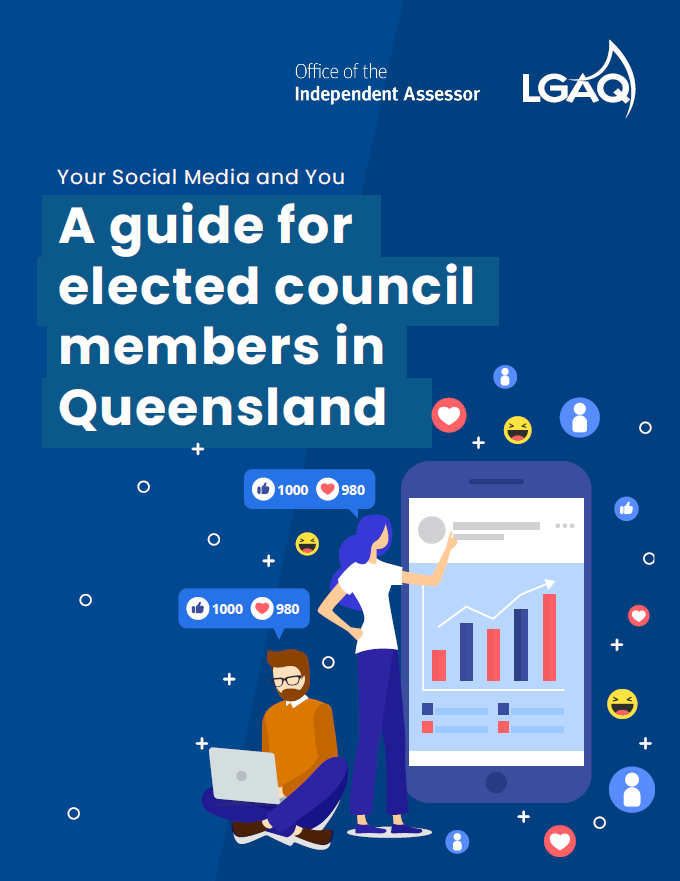 Office of the
Independent Assessor
LGAQ
Your Social Media and You
A guide for
elected council
members in
Queensland
1000 980
1000 980